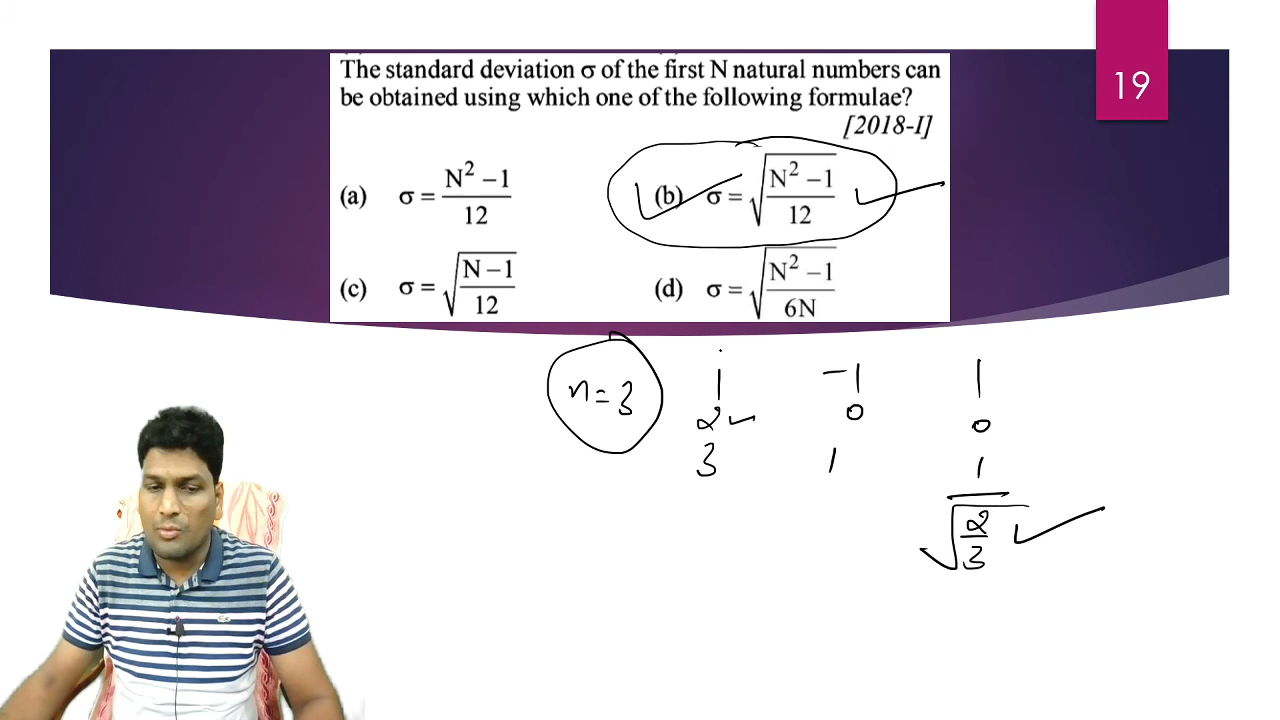 19
The standard deviation σ of the first N natural numbers can
be obtained using which one of the following formulae?
[2018-I]
(a) σ = (N² − 1)/12
(b) σ = √((N² − 1)/12)
(c) σ = √((N − 1)/12)
(d) σ = √((N² − 1)/6N)
n = 3 1 −1 1
2 0 0
3 1 1
√(2/3)